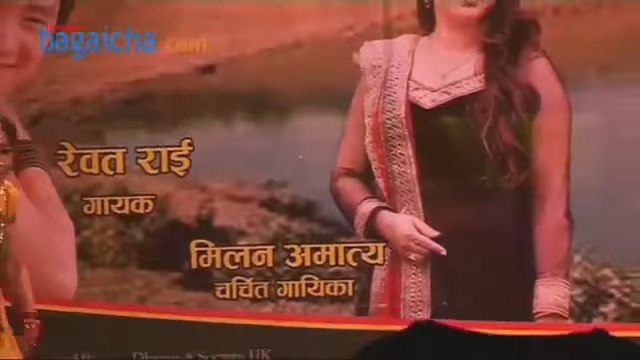 bagaicha.com
रेवत राई
गायक
मिलन अमात्य
चर्चित गायिका